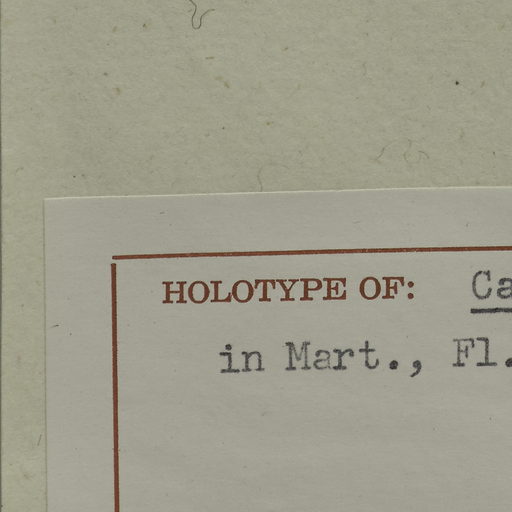 HOLOTYPE OF: Ca
in Mart., Fl.